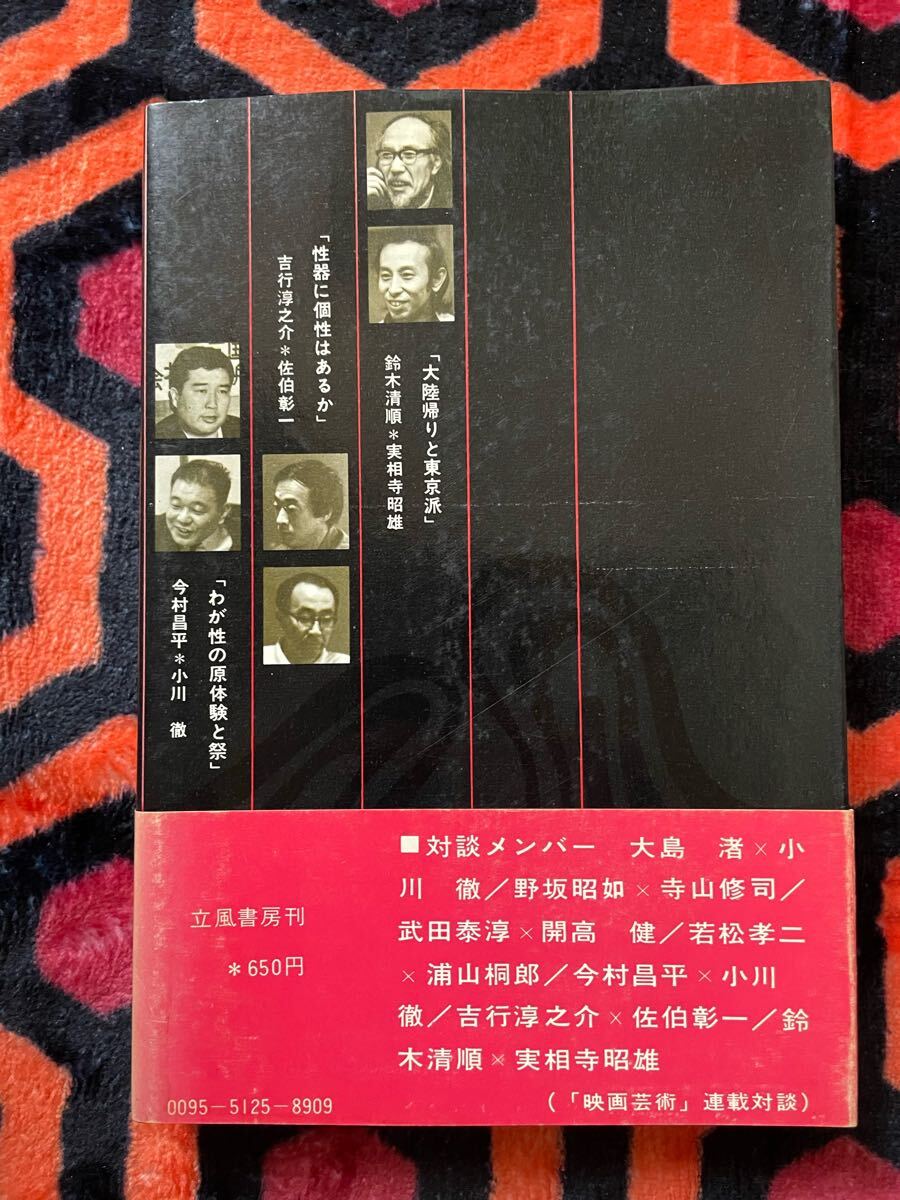 「大陸帰りと東京派」
鈴木清順＊実相寺昭雄
「性器に個性はあるか」
吉行淳之介＊佐伯彰一
「わが性の原体験と祭」
今村昌平＊小川　徹
■対談メンバー　大島　渚×小
川　徹／野坂昭如×寺山修司／
武田泰淳×開高　健／若松孝二
×浦山桐郎／今村昌平×小川
徹／吉行淳之介×佐伯彰一／鈴
木清順×実相寺昭雄
（「映画芸術」連載対談）
立風書房刊
＊650円
0095－5125－8909